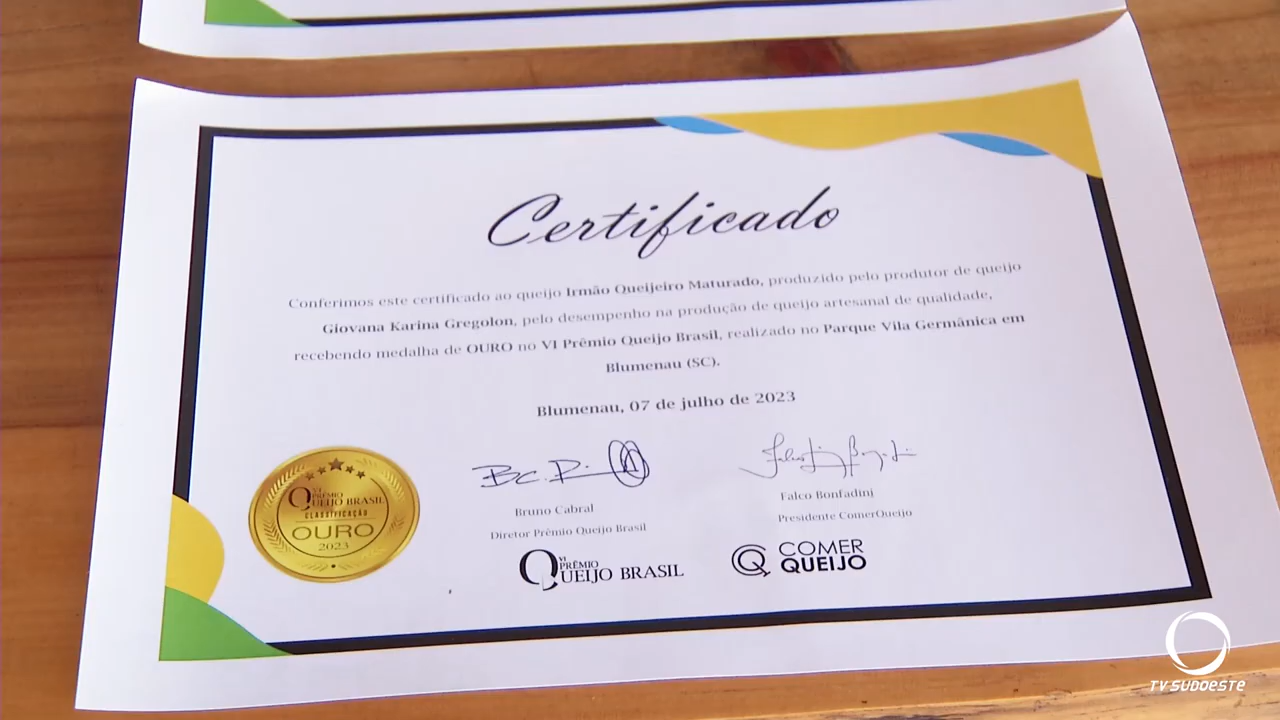 Certificado
Conferimos este certificado ao queijo Irmão Queijeiro Maturado, produzido pelo produtor de queijo
Giovana Karina Gregolon, pelo desempenho na produção de queijo artesanal de qualidade,
recebendo medalha de OURO no VI Prêmio Queijo Brasil, realizado no Parque Vila Germânica em
Blumenau (SC).
Blumenau, 07 de julho de 2023
VI
PRÊMIO
QUEIJO BRASIL
CLASSIFICAÇÃO
OURO
2023
Bruno Cabral
Diretor Prêmio Queijo Brasil
VI
PRÊMIO
QUEIJO BRASIL
Falco Bonfadini
Presidente ComerQueijo
COMER
QUEIJO
TV SUDOESTE